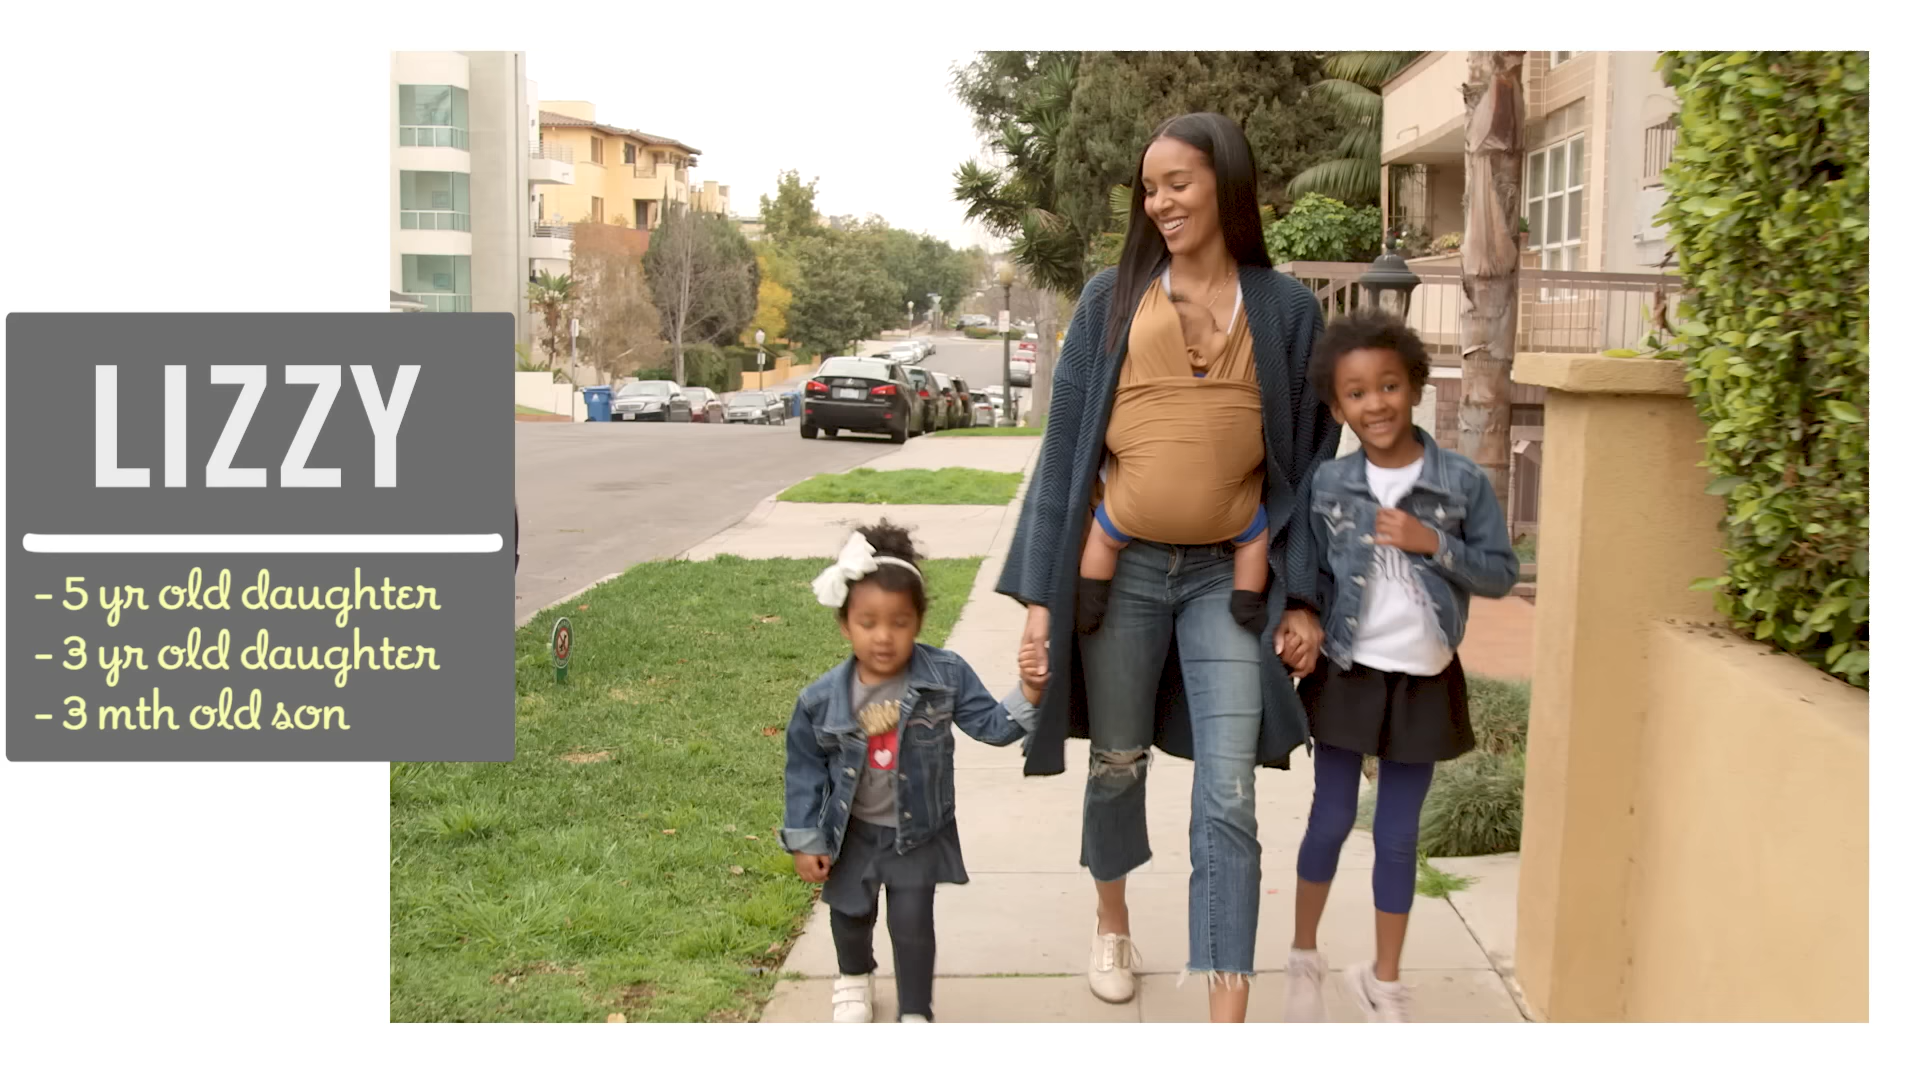 LIZZY
- 5 yr old daughter
- 3 yr old daughter
- 3 mth old son